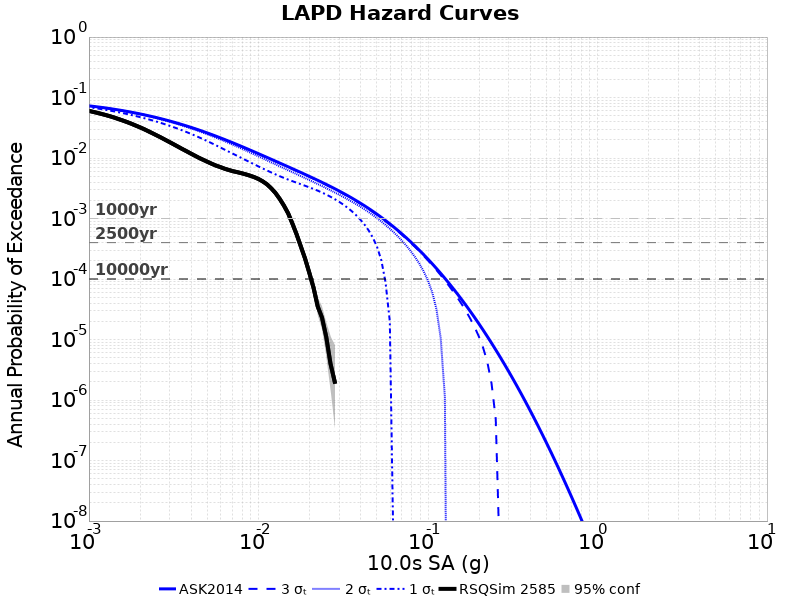 LAPD Hazard Curves
Annual Probability of Exceedance
10^0
10^-1
10^-2
10^-3
10^-4
10^-5
10^-6
10^-7
10^-8
1000yr
2500yr
10000yr
10^-3 10^-2 10^-1 10^0 10^1
10.0s SA (g)
ASK2014 3 σₜ 2 σₜ 1 σₜ RSQSim 2585 95% conf